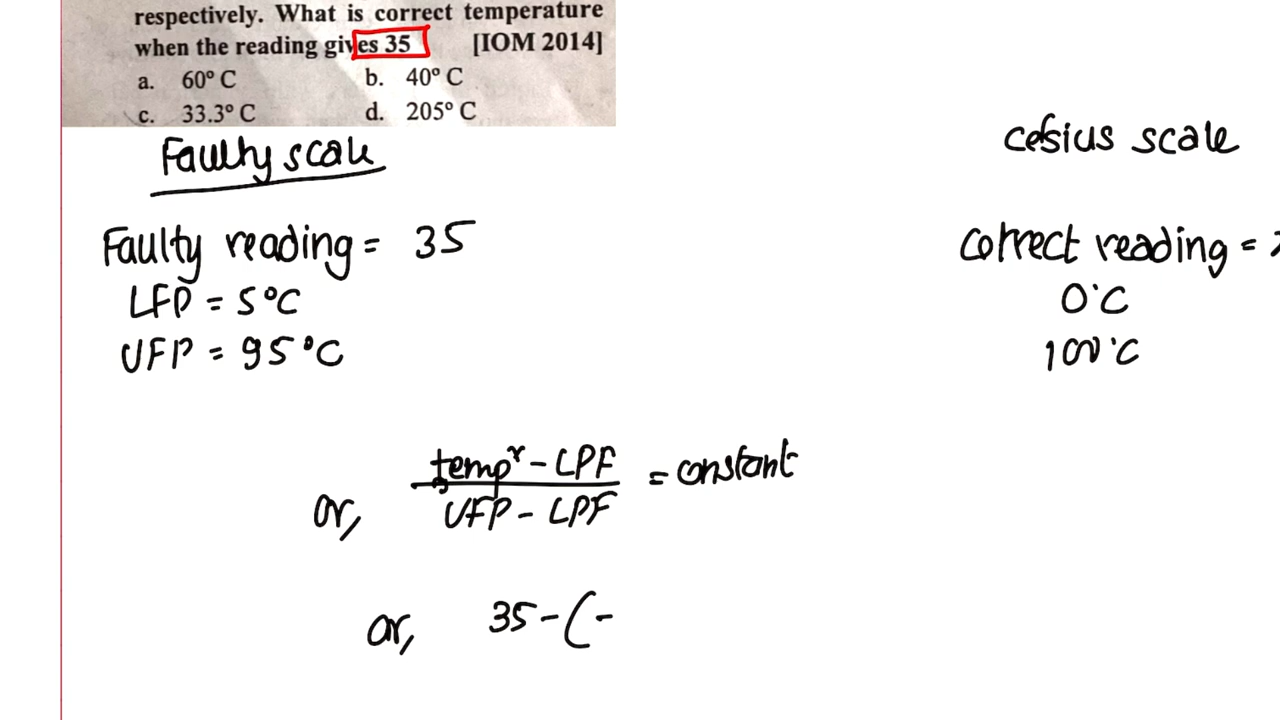 respectively. What is correct temperature
when the reading gives 35 [IOM 2014]
a. 60° C b. 40° C
c. 33.3° C d. 205° C
Faulty scale
celsius scale
Faulty reading = 35
correct reading =
LFP = 5°C
0°C
UFP = 95°C
100°C
or, tempr - LPF = constant
UFP - LPF
or, 35 - (-